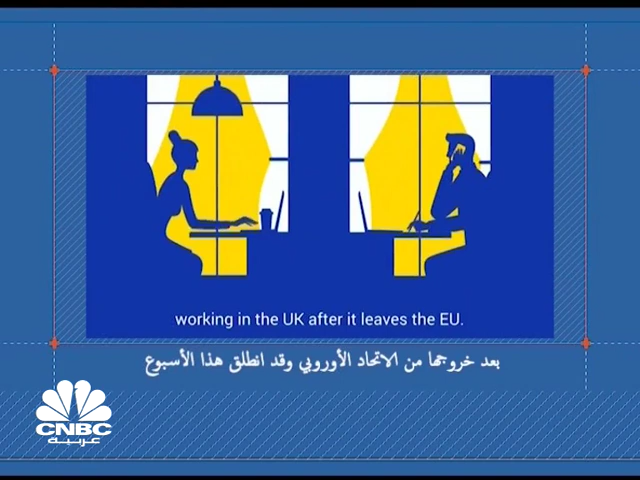 working in the UK after it leaves the EU.
بعد خروجها من الاتحاد الأوروبي وقد انطلق هذا الأسبوع
CNBC
عربية